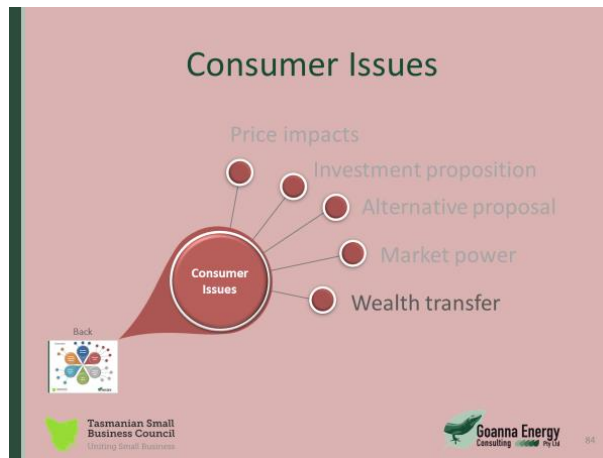 Consumer Issues
Price impacts
Investment proposition
Alternative proposal
Market power
Wealth transfer
Consumer
Issues
Back
Tasmanian Small
Business Council
Uniting Small Business
Goanna Energy
Consulting Pty Ltd
84